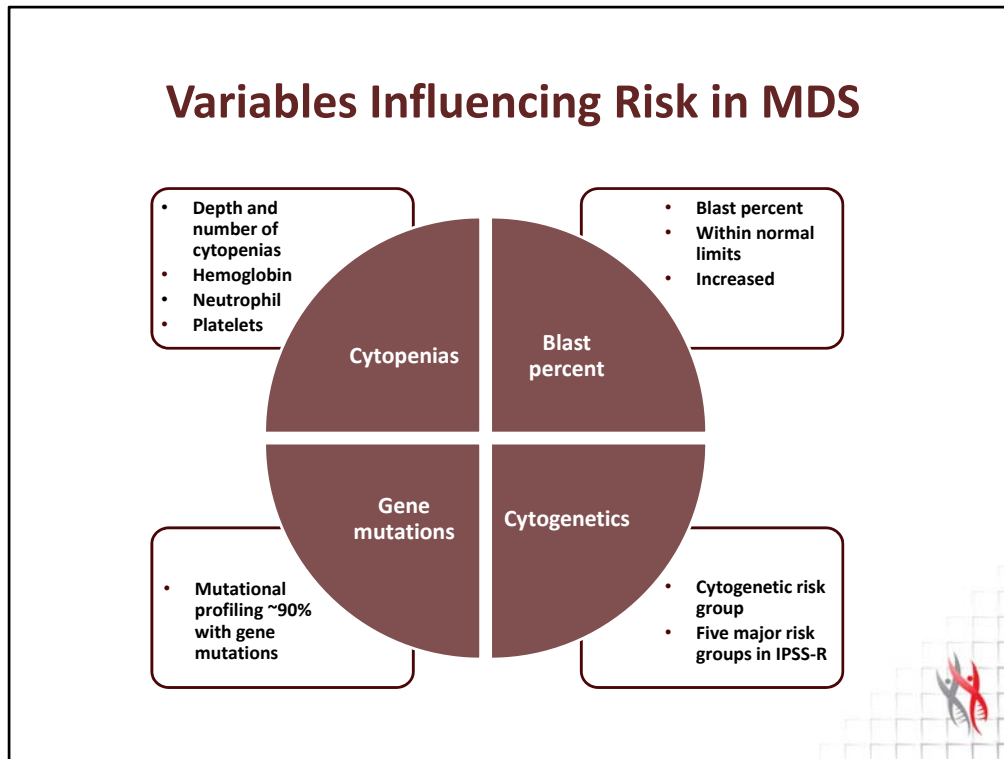 Variables Influencing Risk in MDS
• Depth and
number of
cytopenias
• Hemoglobin
• Neutrophil
• Platelets
Cytopenias
• Blast percent
• Within normal
limits
• Increased
Blast
percent
Gene
mutations
• Mutational
profiling ~90%
with gene
mutations
Cytogenetics
• Cytogenetic risk
group
• Five major risk
groups in IPSS-R